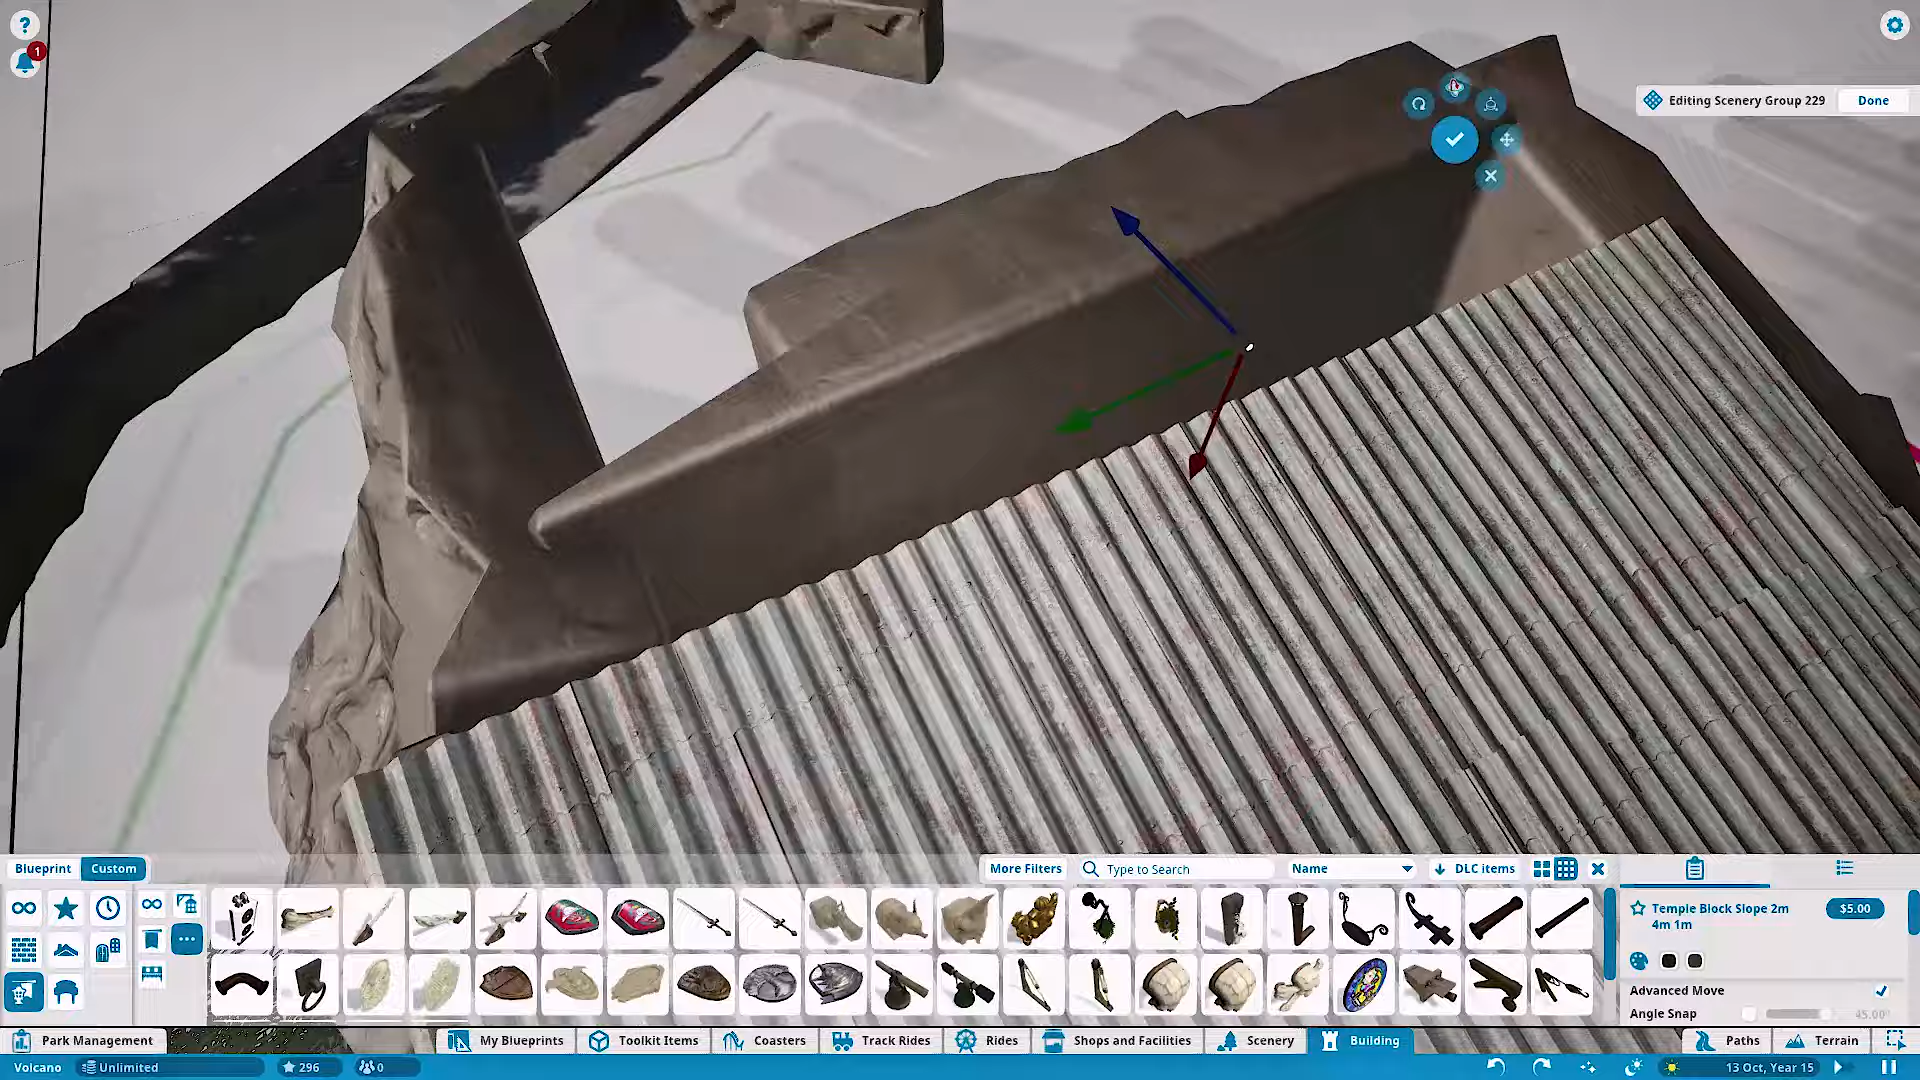 ?
1
Editing Scenery Group 229
Done
Blueprint
Custom
More Filters
Type to Search
Name
DLC items
Temple Block Slope 2m
4m 1m
$5.00
Advanced Move
Angle Snap
45.00°
Park Management
My Blueprints
Toolkit Items
Coasters
Track Rides
Rides
Shops and Facilities
Scenery
Building
Paths
Terrain
Volcano
Unlimited
296
0
13 Oct, Year 15